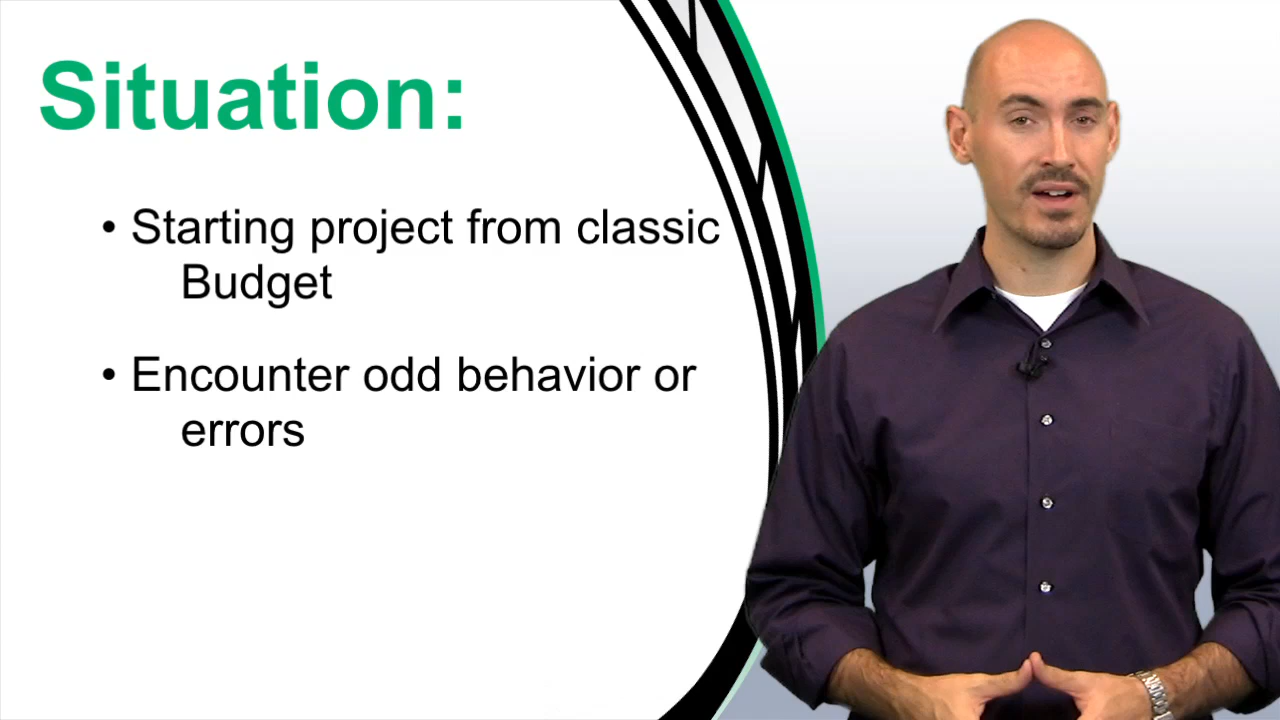 Situation:
• Starting project from classic
Budget
• Encounter odd behavior or
errors